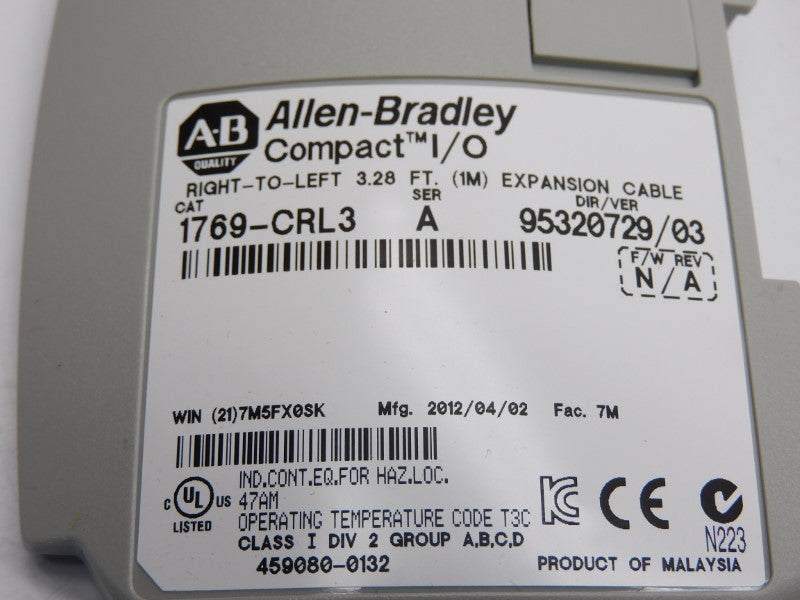 A-B
QUALITY
Allen-Bradley
Compact™ I/O
RIGHT-TO-LEFT 3.28 FT. (1M) EXPANSION CABLE
CAT SER DIR/VER
1769-CRL3 A 95320729/03
F/W REV
N/A
WIN (21)7M5FX0SK Mfg. 2012/04/02 Fac. 7M
IND.CONT.EQ.FOR HAZ.LOC.
C UL US 47AM
LISTED OPERATING TEMPERATURE CODE T3C
CLASS I DIV 2 GROUP A,B,C,D
459080-0132
KC CE N223
PRODUCT OF MALAYSIA